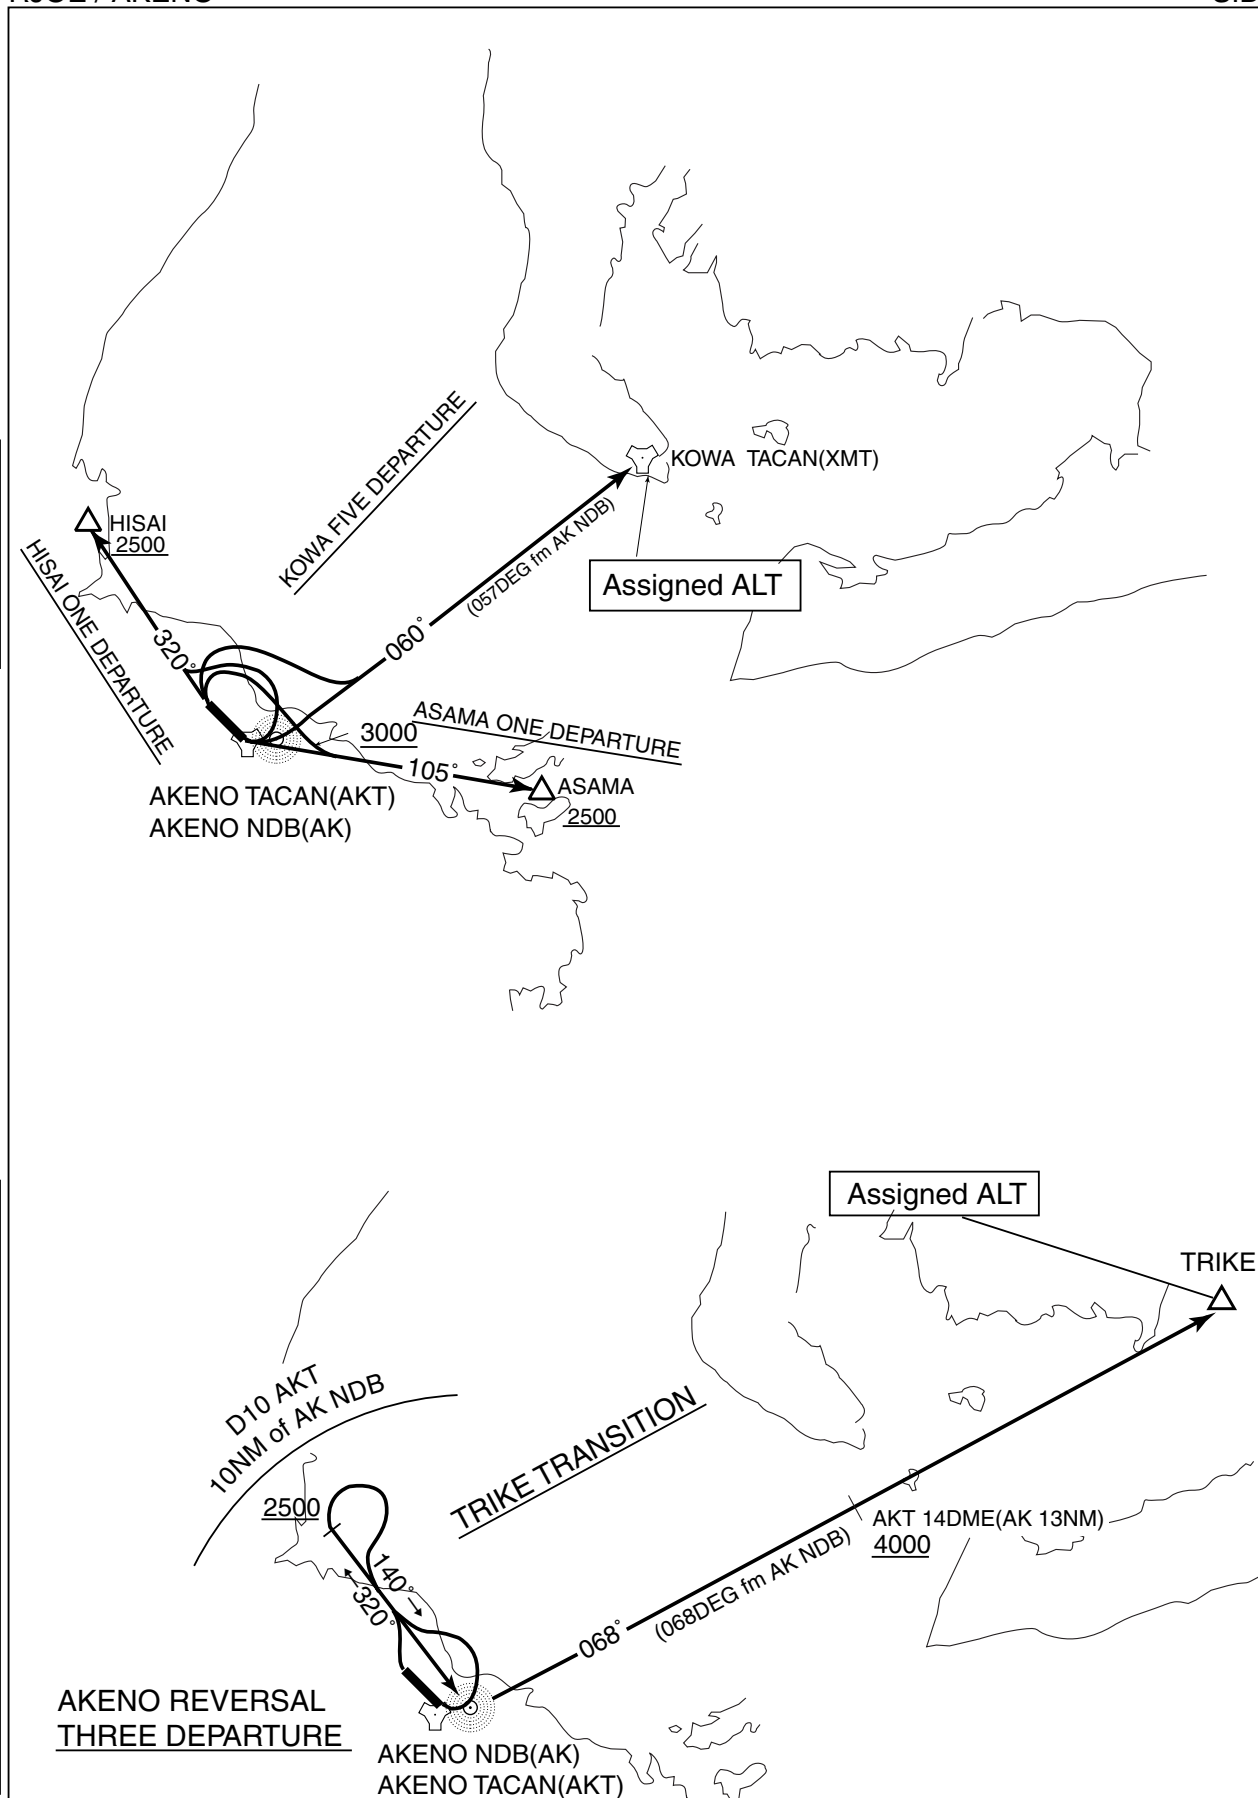 KOWA FIVE DEPARTURE
KOWA TACAN(XMT)
HISAI
2500
HISAI ONE DEPARTURE
(057DEG fm AK NDB)
Assigned ALT
320°
060°
ASAMA ONE DEPARTURE
3000
105°
ASAMA
2500
AKENO TACAN(AKT)
AKENO NDB(AK)
Assigned ALT
TRIKE
D10 AKT
10NM of AK NDB
TRIKE TRANSITION
2500
AKT 14DME(AK 13NM)
4000
140°
320°
068°
(068DEG fm AK NDB)
AKENO REVERSAL
THREE DEPARTURE
AKENO NDB(AK)
AKENO TACAN(AKT)